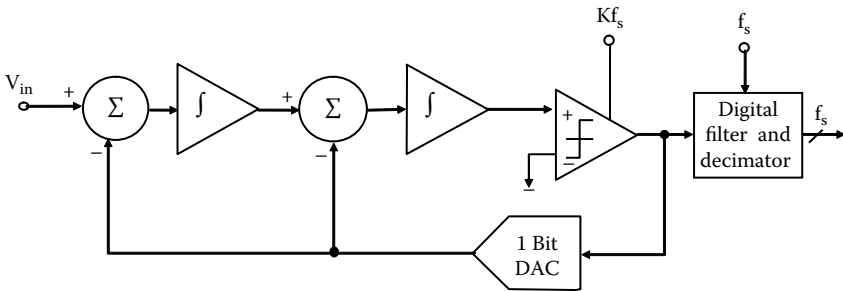 Kf_s
f_s
V_in
+
Σ
∫
+
Σ
∫
+
−
−
−
Digital
filter and
decimator
f_s
1 Bit
DAC